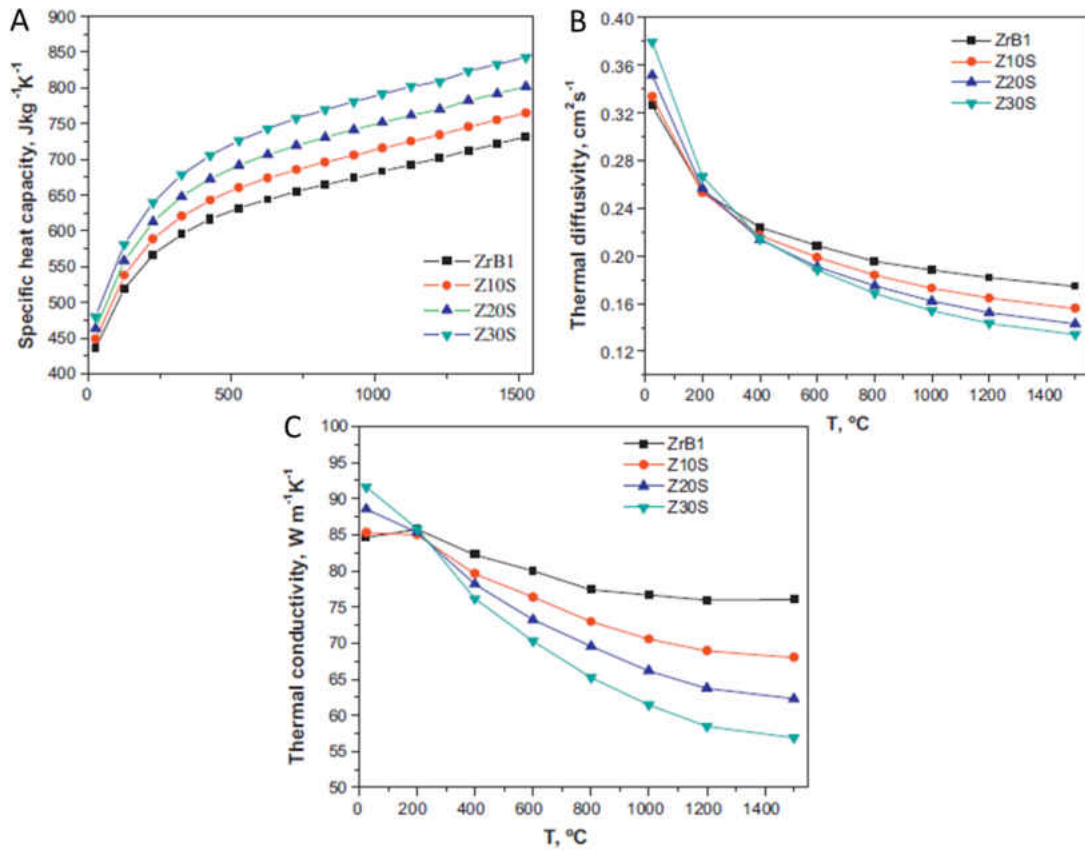 A
Specific heat capacity, Jkg⁻¹K⁻¹
900
850
800
750
700
650
600
550
500
450
400
0
500
1000
1500
ZrB1
Z10S
Z20S
Z30S
B
Thermal diffusivity, cm² s⁻¹
0.40
0.36
0.32
0.28
0.24
0.20
0.16
0.12
0
200
400
600
800
1000
1200
1400
T, ºC
ZrB1
Z10S
Z20S
Z30S
C
Thermal conductivity, W m⁻¹K⁻¹
100
95
90
85
80
75
70
65
60
55
50
0
200
400
600
800
1000
1200
1400
T, ºC
ZrB1
Z10S
Z20S
Z30S